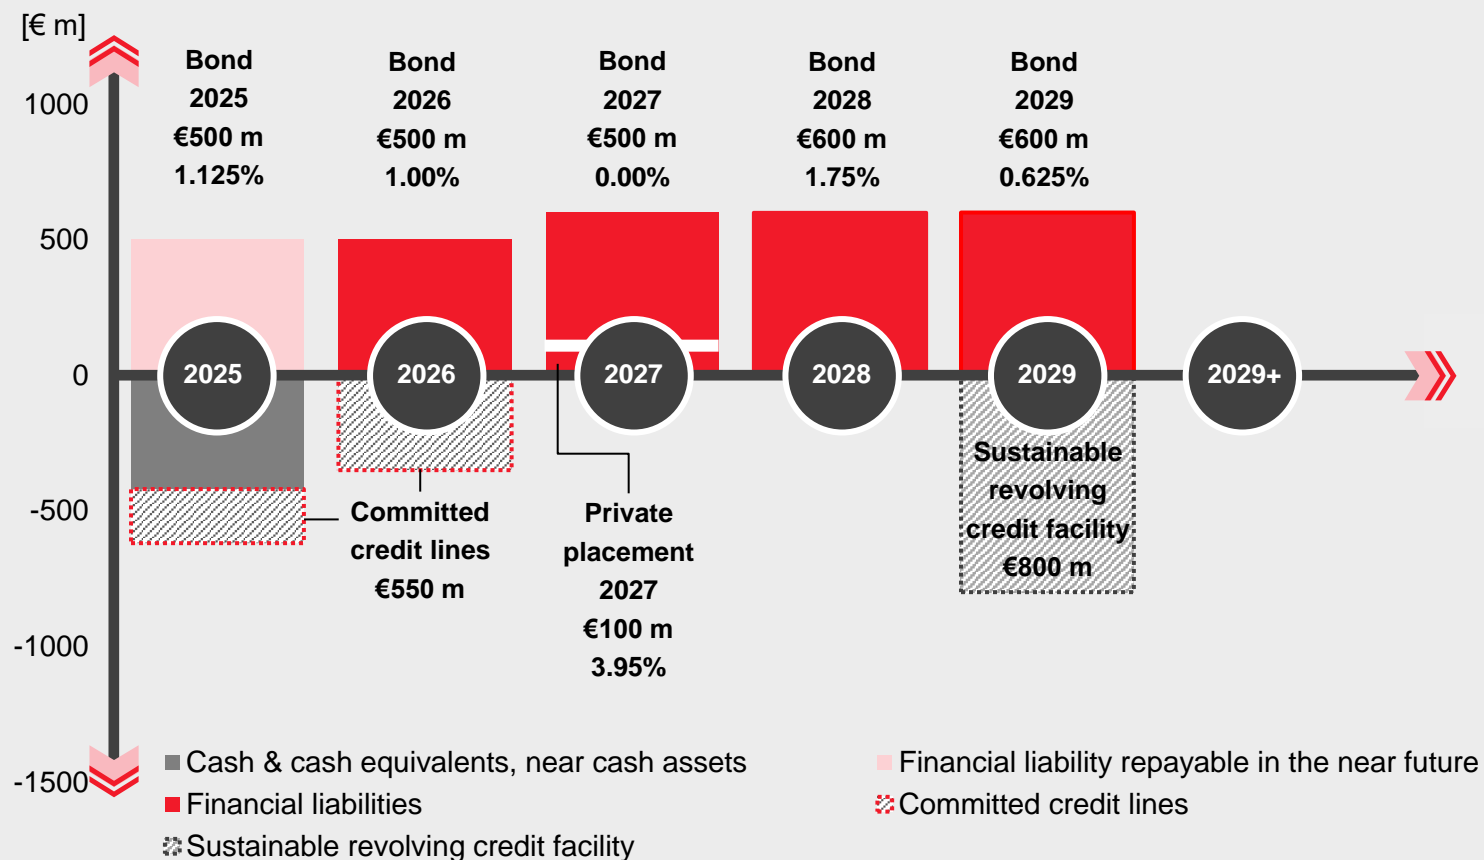 [€ m]
1000
500
0
-500
-1000
-1500
Bond
2025
€500 m
1.125%
Bond
2026
€500 m
1.00%
Bond
2027
€500 m
0.00%
Bond
2028
€600 m
1.75%
Bond
2029
€600 m
0.625%
2025
2026
2027
2028
2029
2029+
Committed
credit lines
€550 m
Private
placement
2027
€100 m
3.95%
Sustainable
revolving
credit facility
€800 m
Cash & cash equivalents, near cash assets
Financial liability repayable in the near future
Financial liabilities
Committed credit lines
Sustainable revolving credit facility